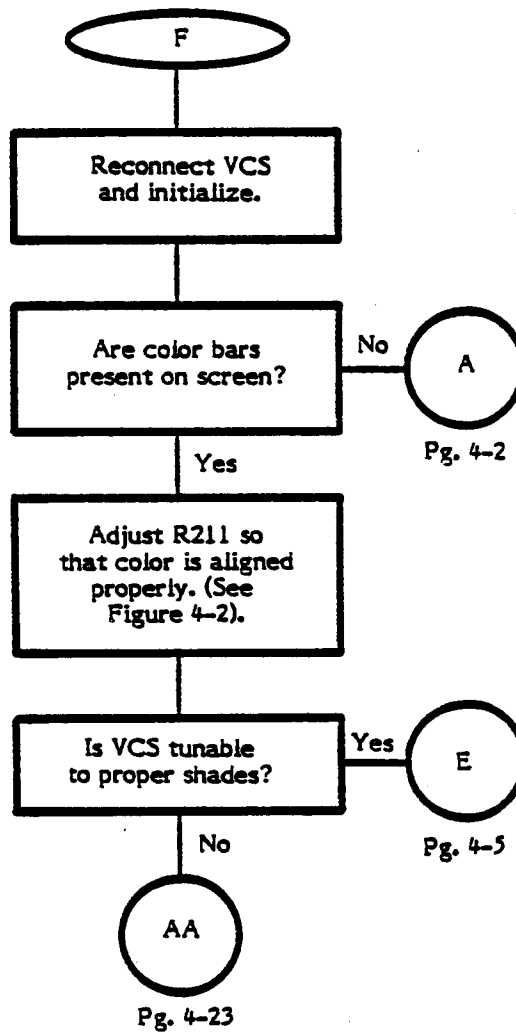 F
Reconnect VCS
and initialize.
Are color bars
present on screen?
No
A
Pg. 4-2
Yes
Adjust R211 so
that color is aligned
properly. (See
Figure 4-2).
Is VCS tunable
to proper shades?
Yes
E
Pg. 4-5
No
AA
Pg. 4-23